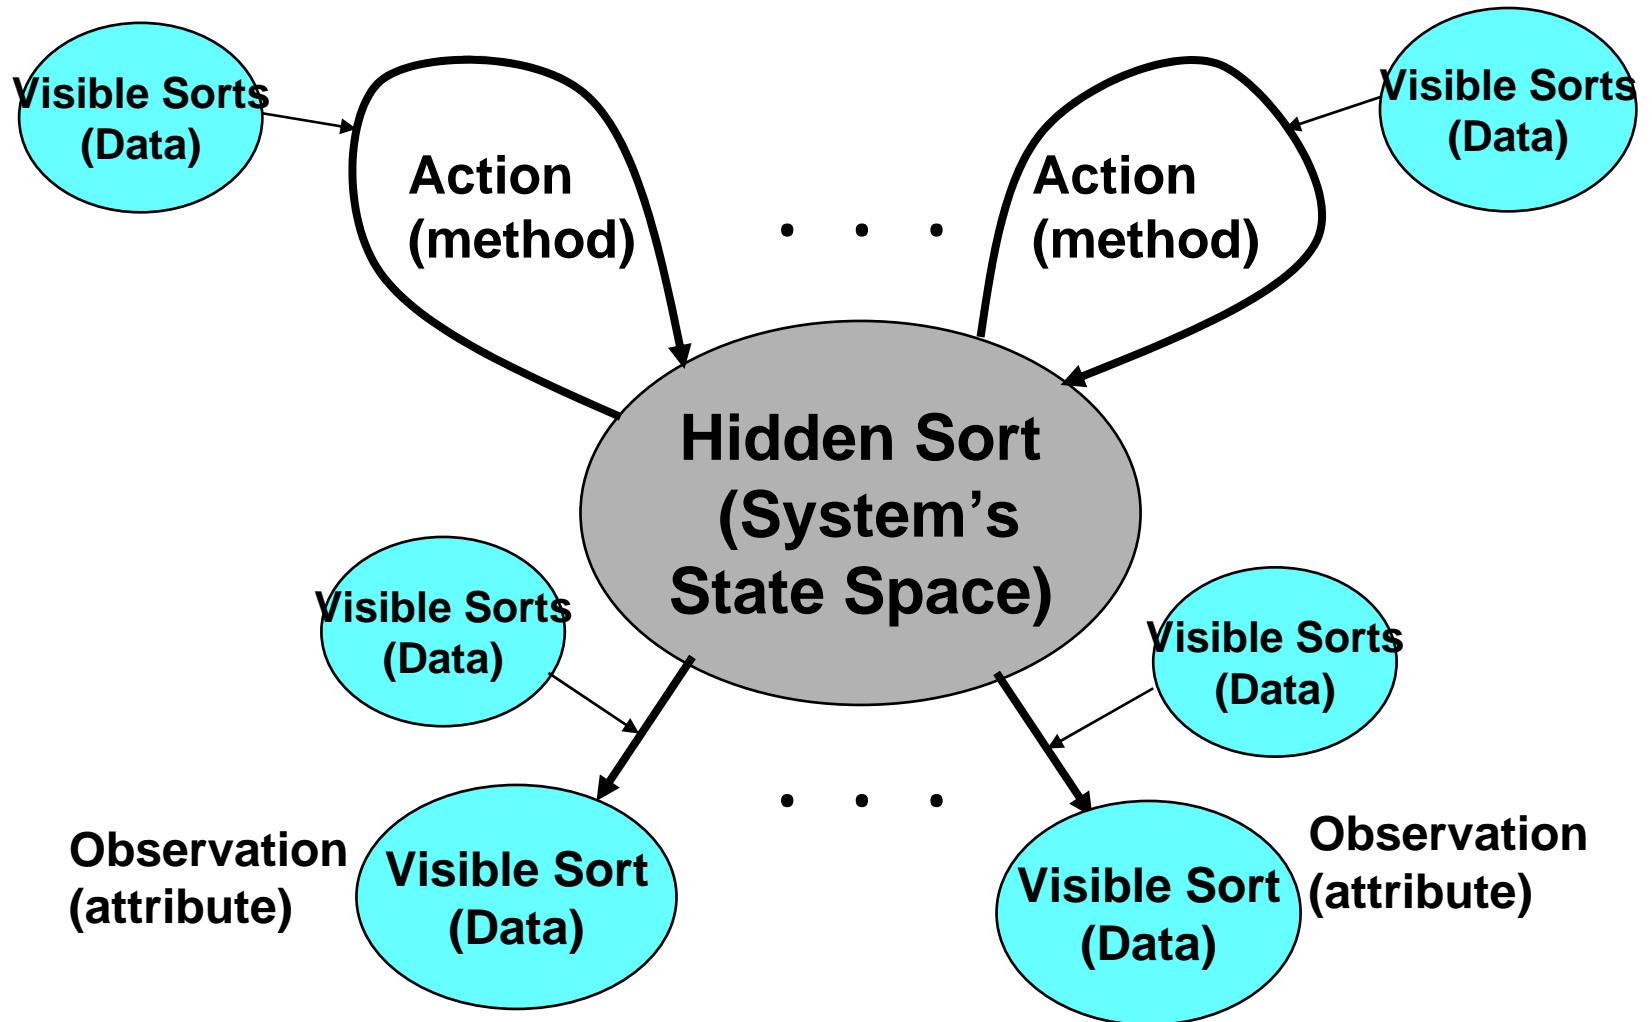 Visible Sorts
(Data)
Action
(method)
. . .
Action
(method)
Visible Sorts
(Data)
Hidden Sort
(System’s
State Space)
Visible Sorts
(Data)
Visible Sorts
(Data)
. . .
Observation
(attribute)
Visible Sort
(Data)
Visible Sort
(Data)
Observation
(attribute)